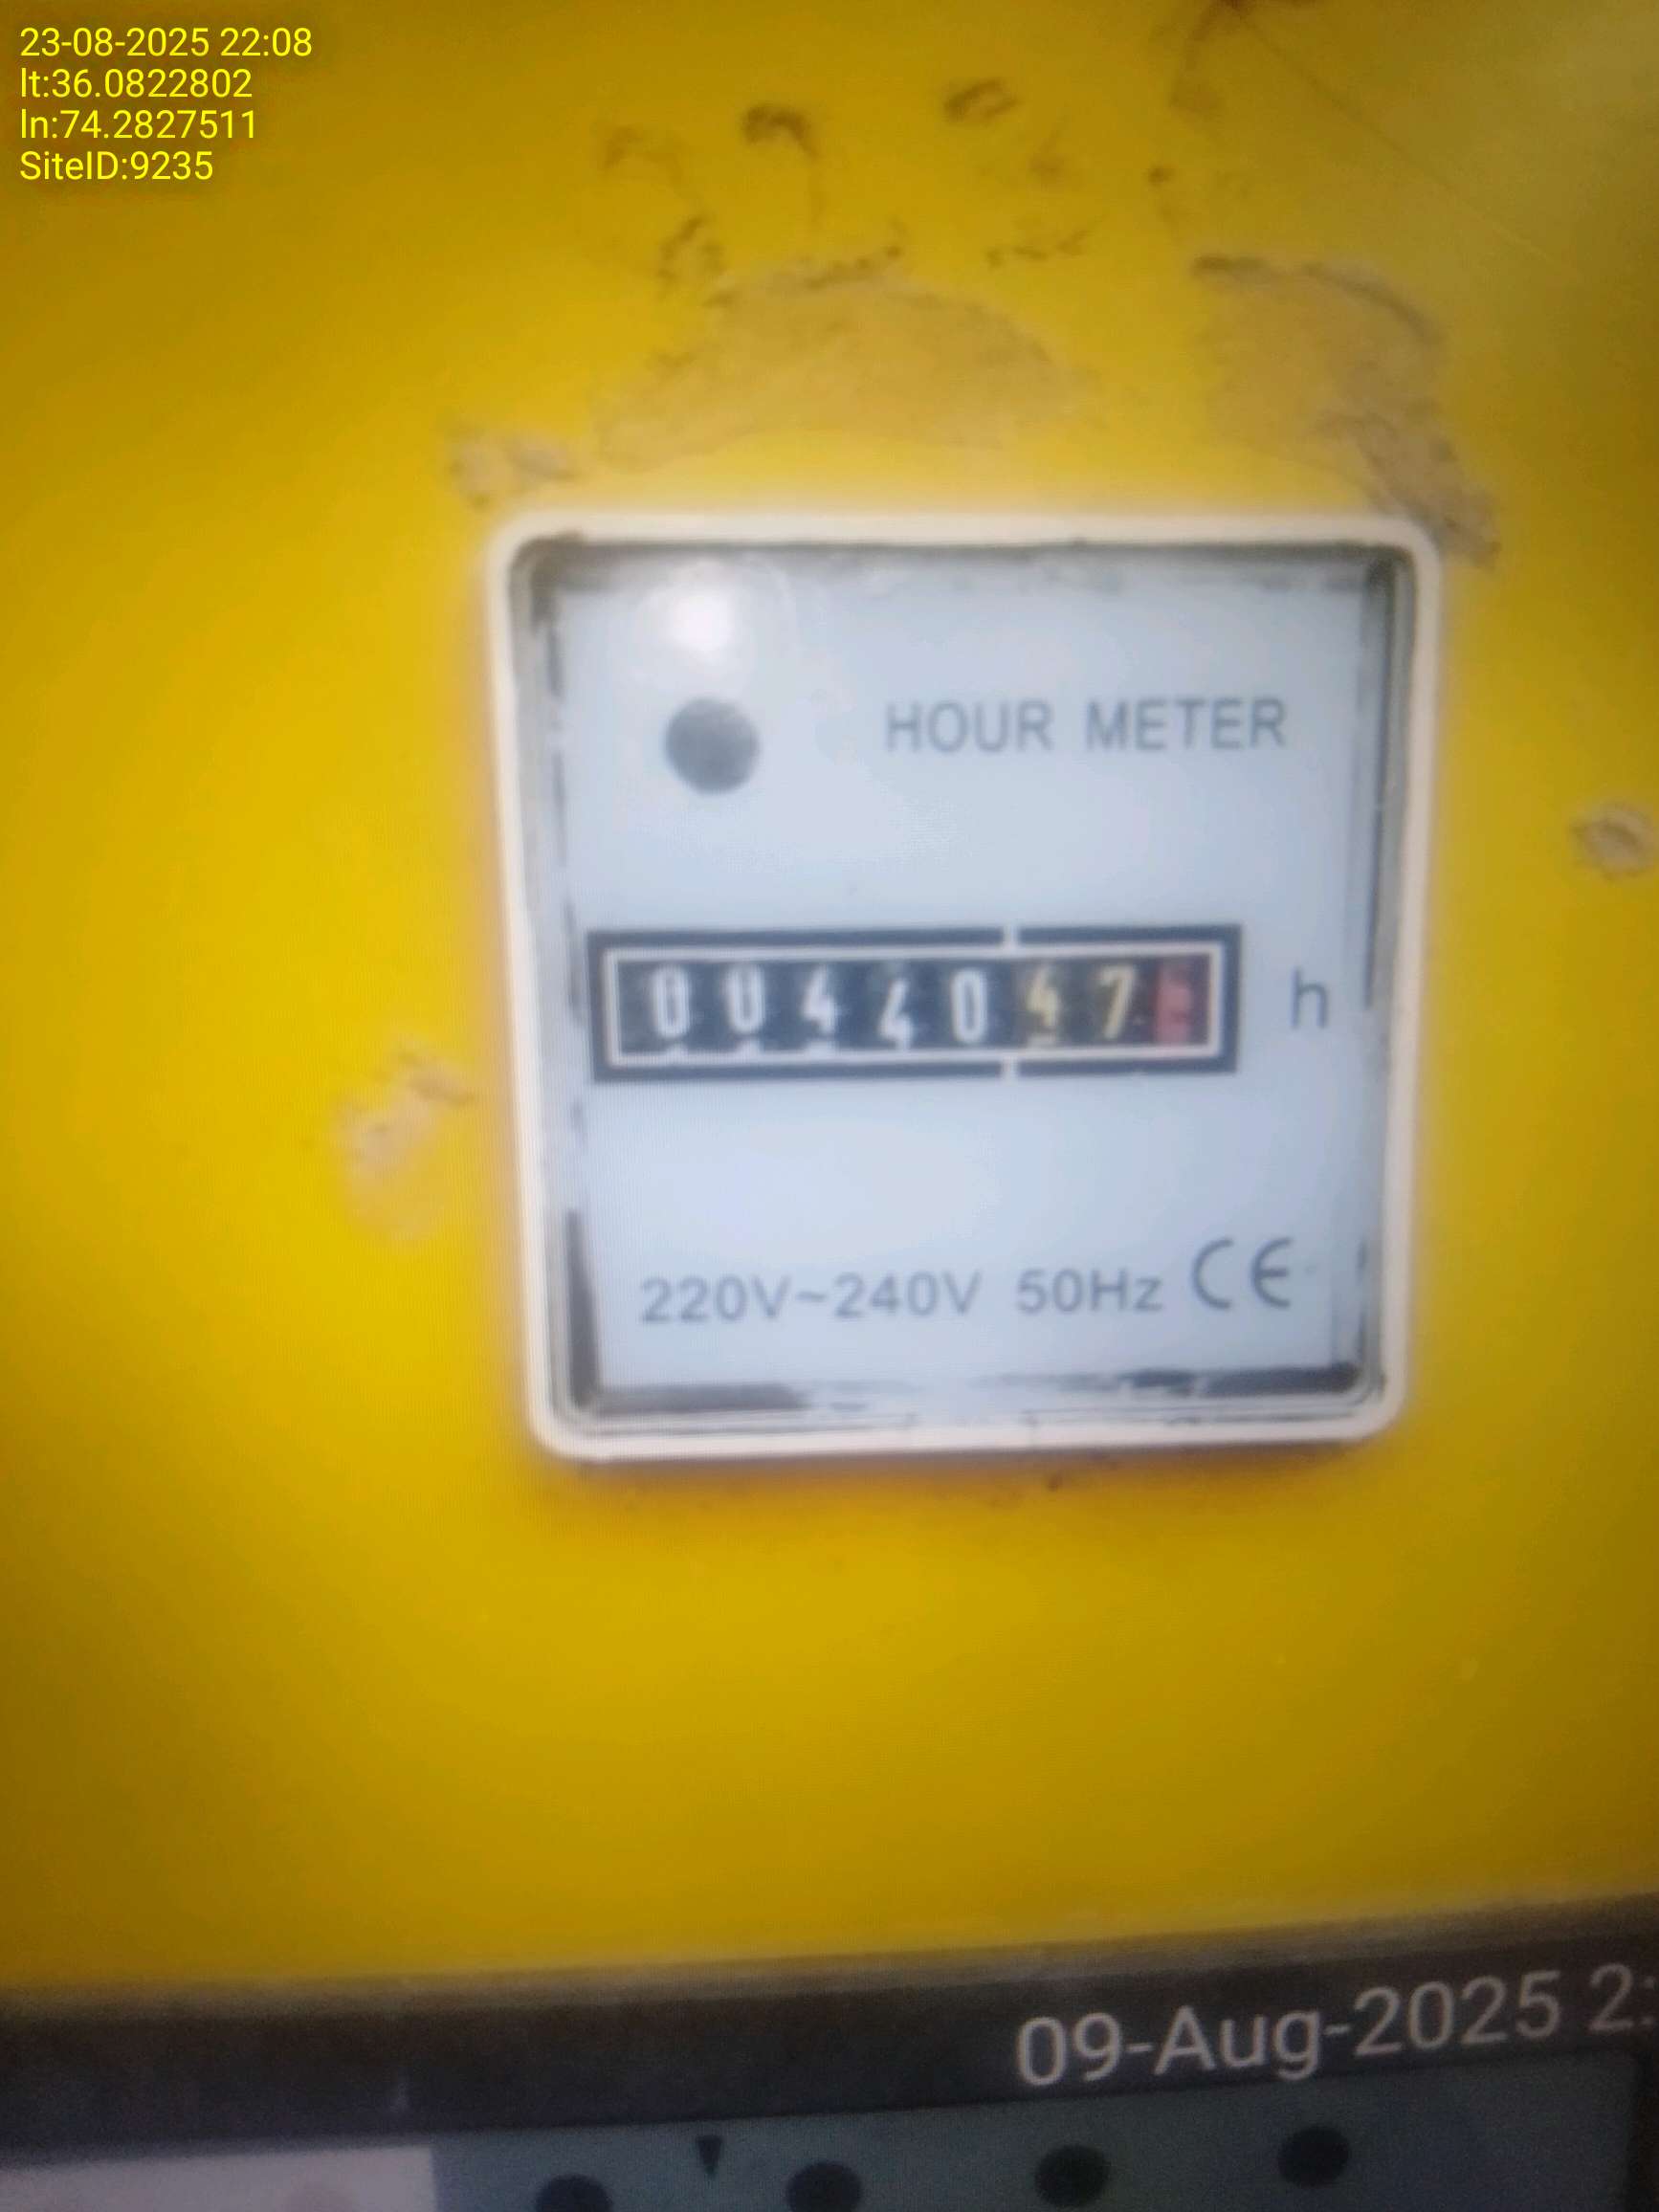 23-08-2025 22:08
lt:36.0822802
ln:74.2827511
SiteID:9235
HOUR METER
0044047 h
220V~240V 50Hz CE
09-Aug-2025 2: